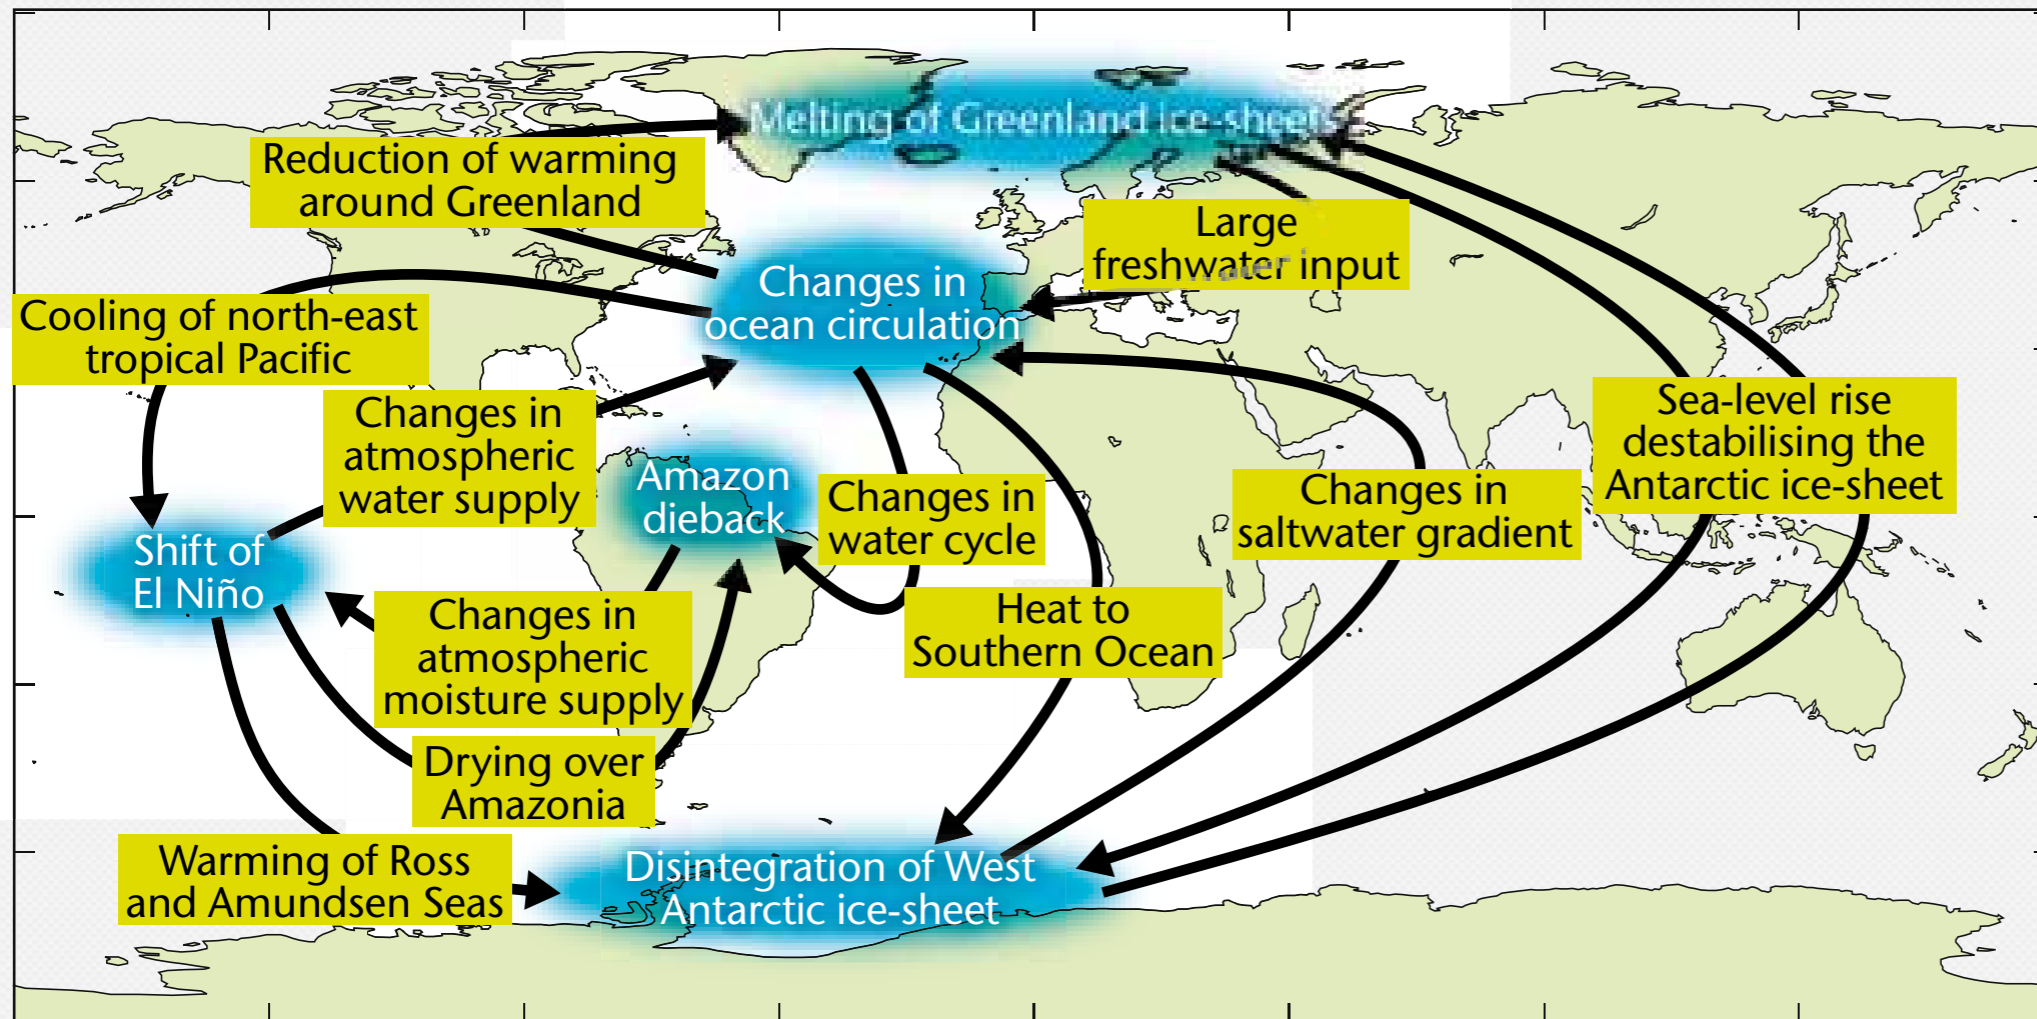 Melting of Greenland ice-sheets
Reduction of warming
around Greenland
Large
freshwater input
Changes in
ocean circulation
Cooling of north-east
tropical Pacific
Changes in
atmospheric
water supply
Sea-level rise
destabilising the
Antarctic ice-sheet
Amazon
dieback
Changes in
water cycle
Changes in
saltwater gradient
Shift of
El Niño
Changes in
atmospheric
moisture supply
Heat to
Southern Ocean
Drying over
Amazonia
Warming of Ross
and Amundsen Seas
Disintegration of West
Antarctic ice-sheet